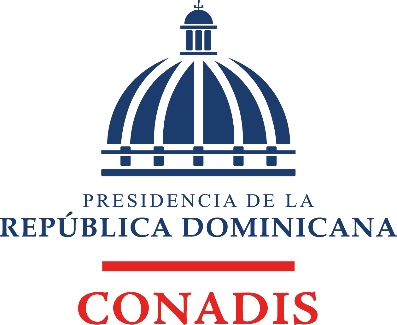 PRESIDENCIA DE LA
REPÚBLICA DOMINICANA
CONADIS